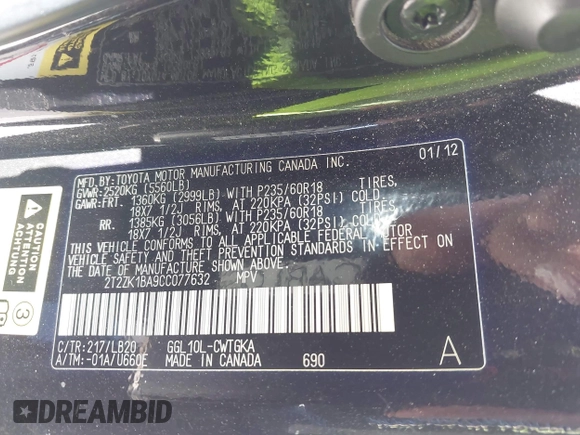 MFD.BY:TOYOTA MOTOR MANUFACTURING CANADA INC. 01/12
GVWR:2520KG (5560LB)
GAWR:FRT. 1360KG (2999LB) WITH P235/60R18 TIRES,
18X7 1/2J RIMS, AT 220KPA (32PSI) COLD
RR. 1385KG (3056LB) WITH P235/60R18 TIRES,
18X7 1/2J RIMS, AT 220KPA (32PSI) COLD
THIS VEHICLE CONFORMS TO ALL APPLICABLE FEDERAL MOTOR
VEHICLE SAFETY AND THEFT PREVENTION STANDARDS IN EFFECT ON
THE DATE OF MANUFACTURE SHOWN ABOVE.
2T2ZK1BA9CC077632 MPV
C/TR:217/LB20 GGL10L-CWTGKA
A/TM:-01A/U660E MADE IN CANADA 690 A
CAUTION
ATTENTION
ACHTUNG
3
DREAMBID